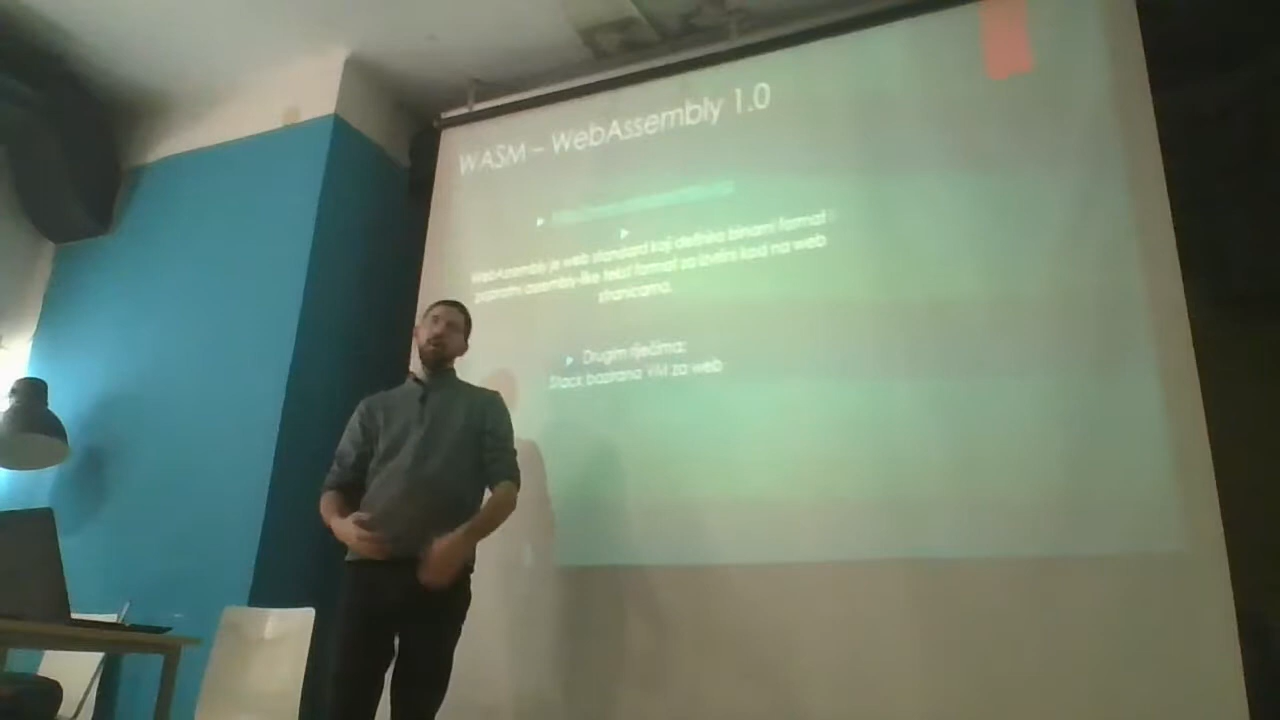 WASM – WebAssembly 1.0
WebAssembly je web standard koji definira binarni format
assembly-like tekst format za izvršni kod na web
stranicama.
Drugim riječima:
Stack bazirana VM za web